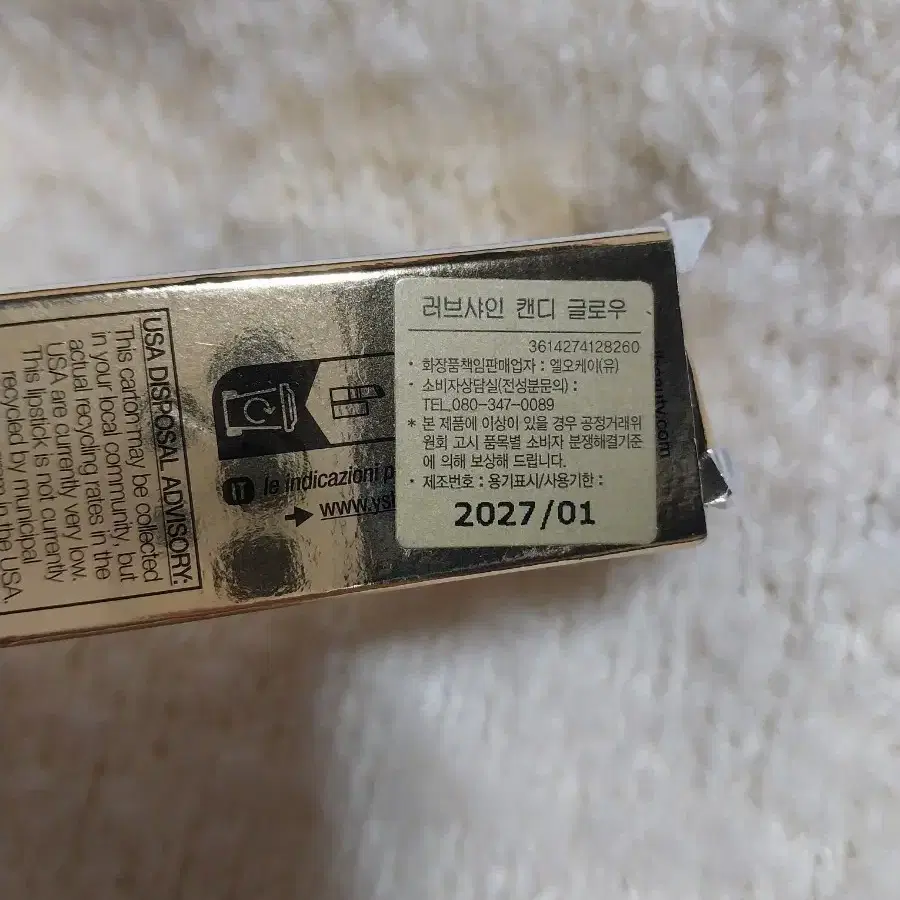 러브샤인 캔디 글로우
3614274128260
· 화장품책임판매업자 : 엘오케이(유)
· 소비자상담실(전성분문의) :
TEL_080-347-0089
* 본 제품에 이상이 있을 경우 공정거래위
원회 고시 품목별 소비자 분쟁해결기준
에 의해 보상해 드립니다.
· 제조번호 : 용기표시/사용기한 :
2027/01
IT le indicazioni
www.ysl
USA DISPOSAL ADVISORY:
This carton may be collected
in your local community, but
actual recycling rates in the
USA are currently very low.
This lipstick is not currently
recycled by municipal
in the USA.